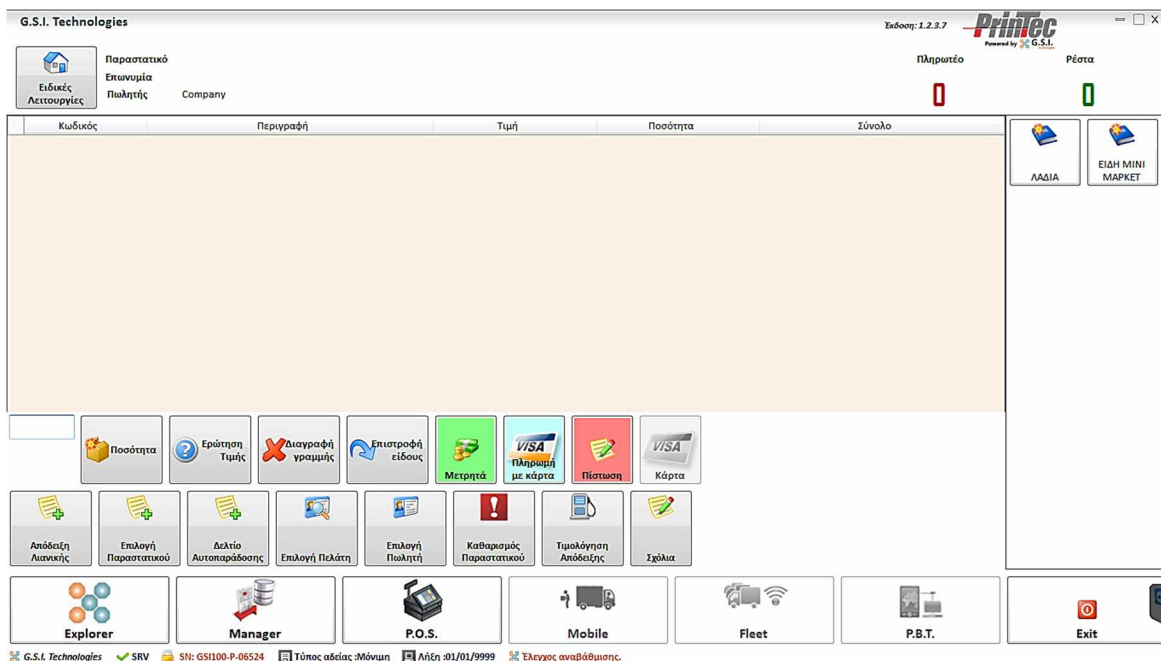 G.S.I. Technologies
Έκδοση: 1.2.3.7
PrinTec
Powered by G.S.I.
Ειδικές
Λειτουργίες
Παραστατικό
Επωνυμία
Πωλητής Company
Πληρωτέο
Ρέστα
0
0
Κωδικός Περιγραφή Τιμή Ποσότητα Σύνολο
ΛΑΔΙΑ
ΕΙΔΗ ΜΙΝΙ
ΜΑΡΚΕΤ
Ποσότητα
Ερώτηση
Τιμής
Διαγραφή
γραμμής
Επιστροφή
είδους
Μετρητά
VISA
Πληρωμή
με κάρτα
Πίστωση
VISA
Κάρτα
Απόδειξη
Λιανικής
Επιλογή
Παραστατικού
Δελτίο
Αυτοπαράδοσης
Επιλογή Πελάτη
Επιλογή
Πωλητή
Καθαρισμός
Παραστατικού
Τιμολόγηση
Απόδειξης
Σχόλια
Explorer
Manager
P.O.S.
Mobile
Fleet
P.B.T.
Exit
G.S.I. Technologies SRV SN: GSI100-P-06524 Τύπος αδείας :Μόνιμη Λήξη :01/01/9999 Έλεγχος αναβάθμισης.